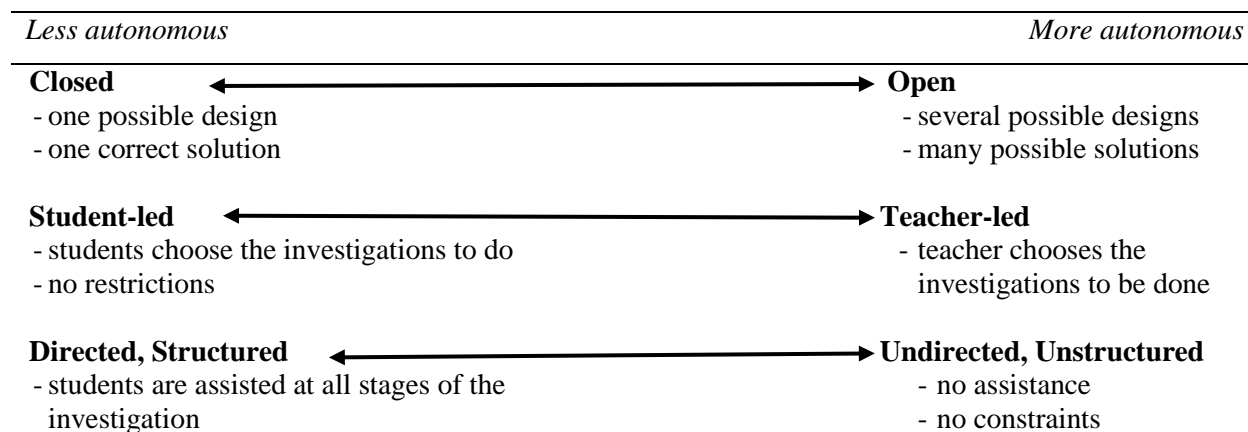 Less autonomous More autonomous
Closed Open
- one possible design - several possible designs
- one correct solution - many possible solutions
Student-led Teacher-led
- students choose the investigations to do - teacher chooses the
- no restrictions investigations to be done
Directed, Structured Undirected, Unstructured
- students are assisted at all stages of the - no assistance
investigation - no constraints